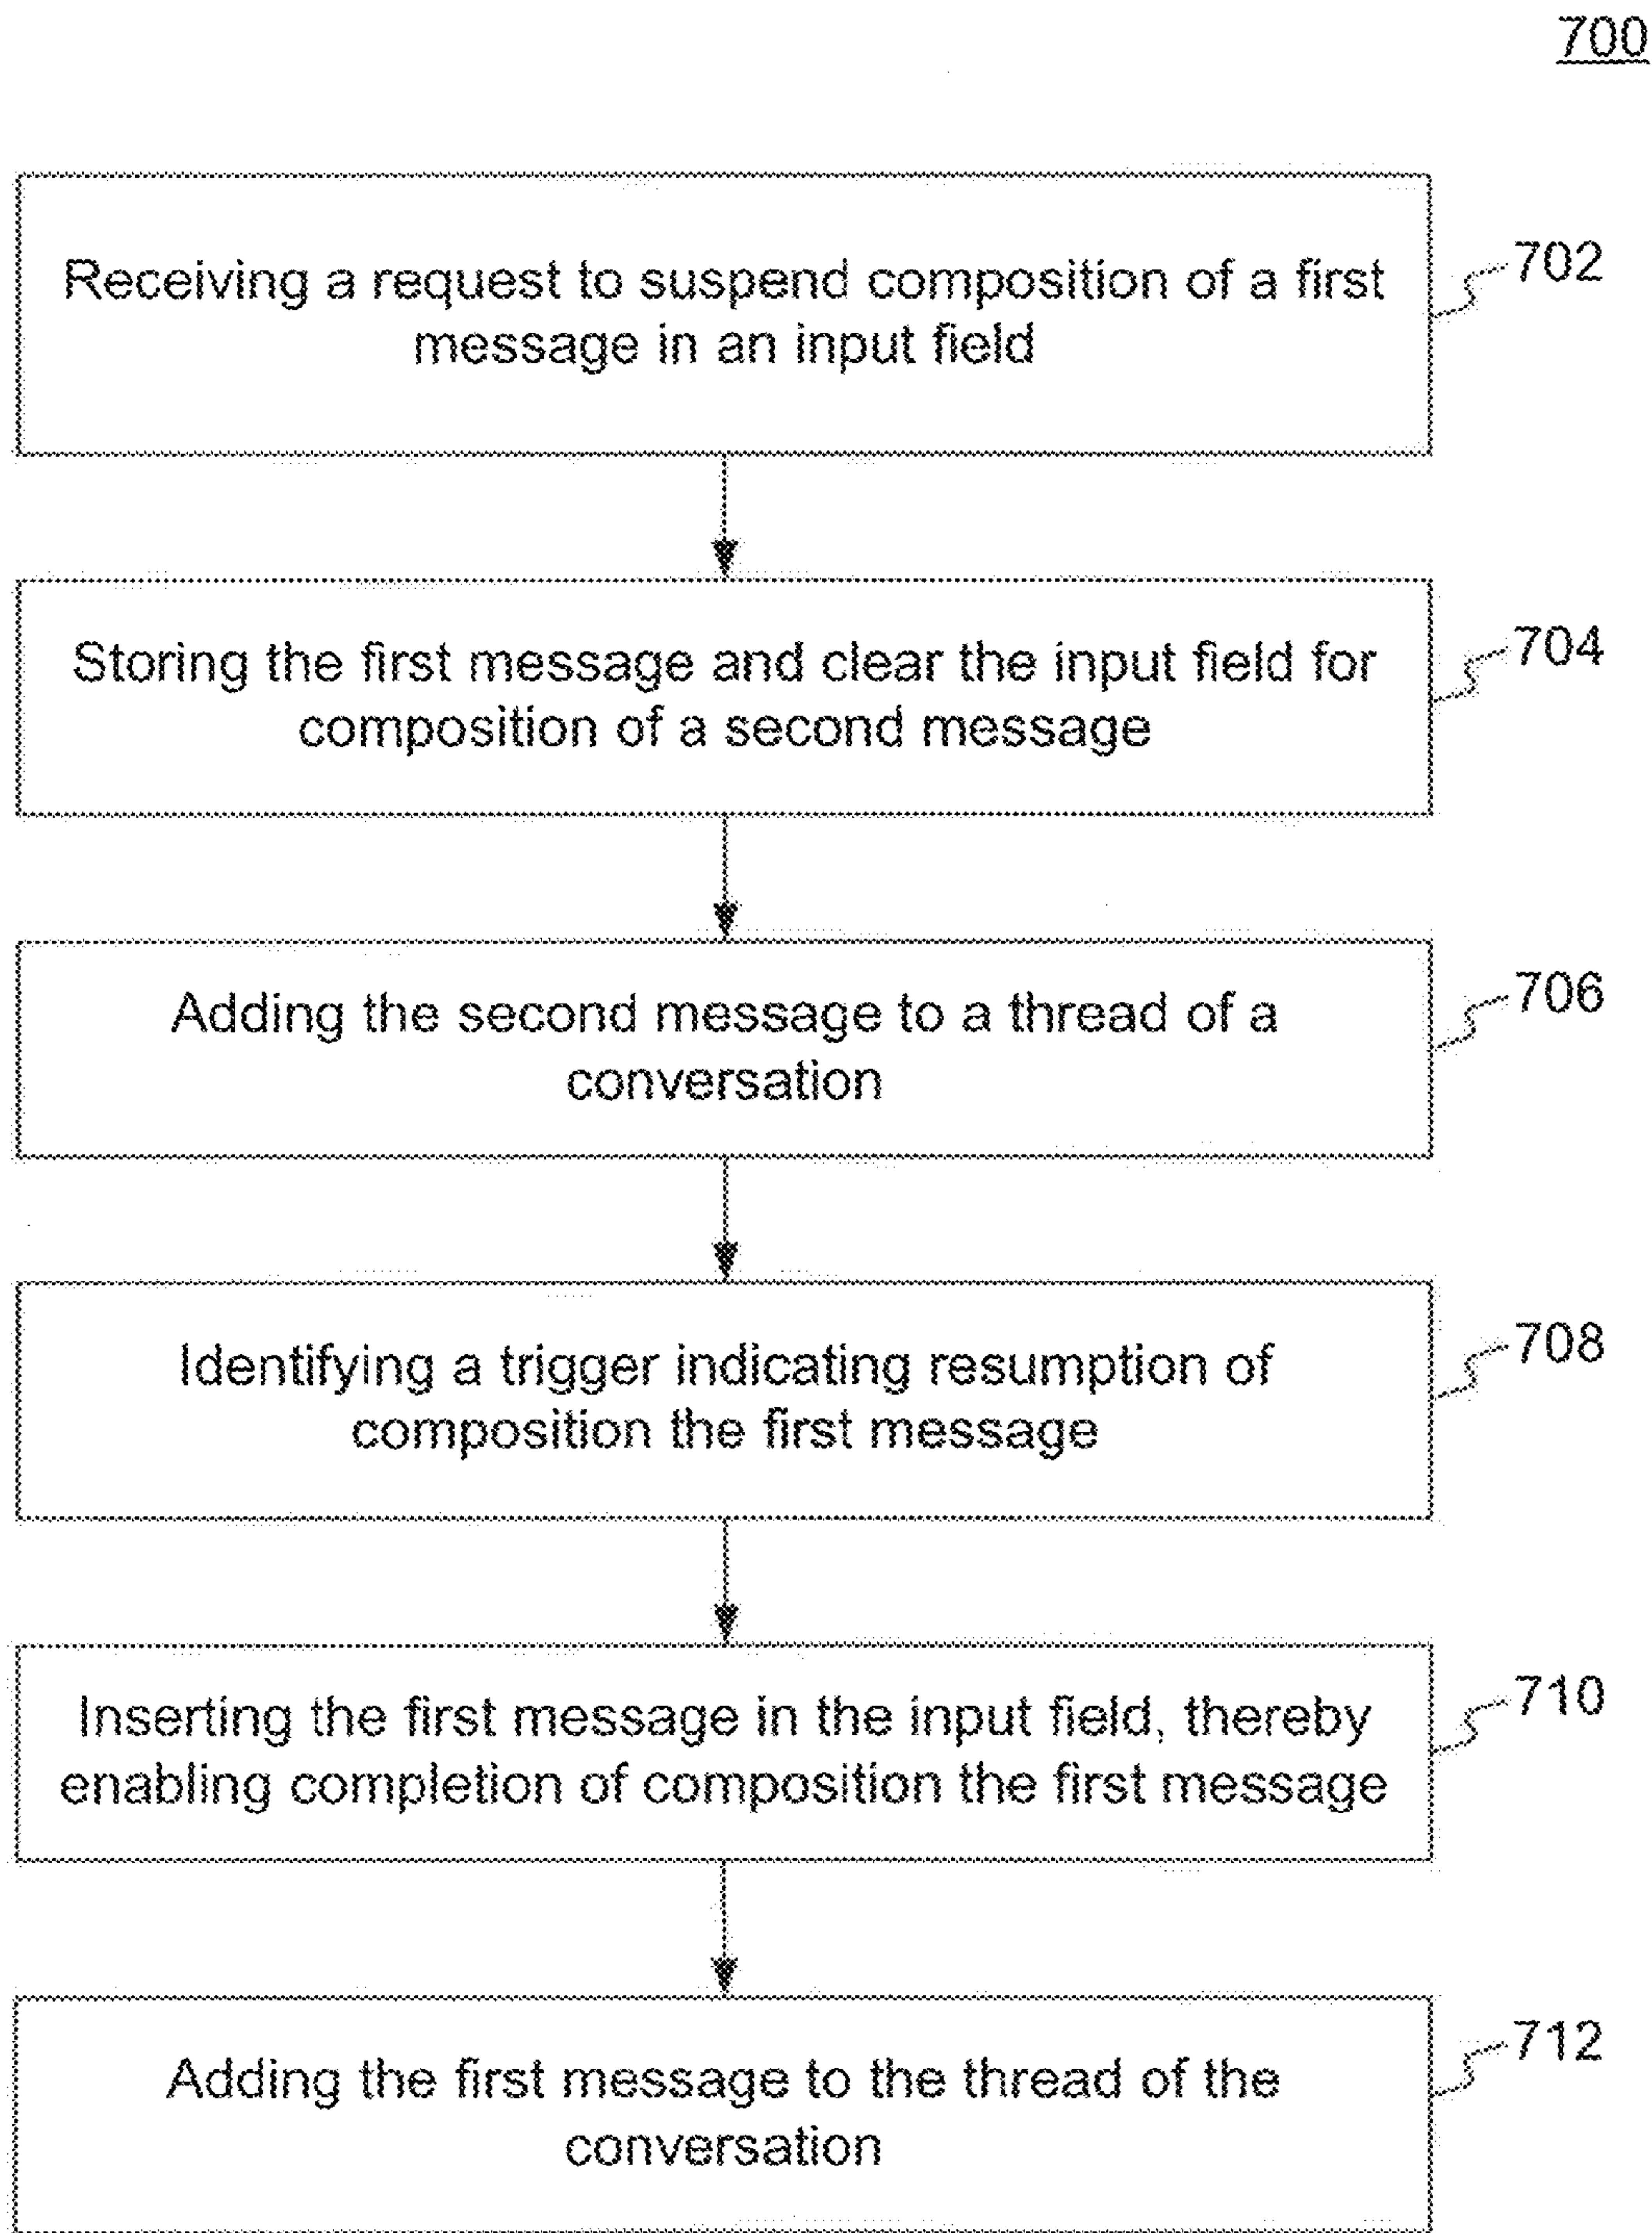 700
Receiving a request to suspend composition of a first
message in an input field
702
Storing the first message and clear the input field for
composition of a second message
704
Adding the second message to a thread of a
conversation
706
Identifying a trigger indicating resumption of
composition the first message
708
Inserting the first message in the input field, thereby
enabling completion of composition the first message
710
Adding the first message to the thread of the
conversation
712